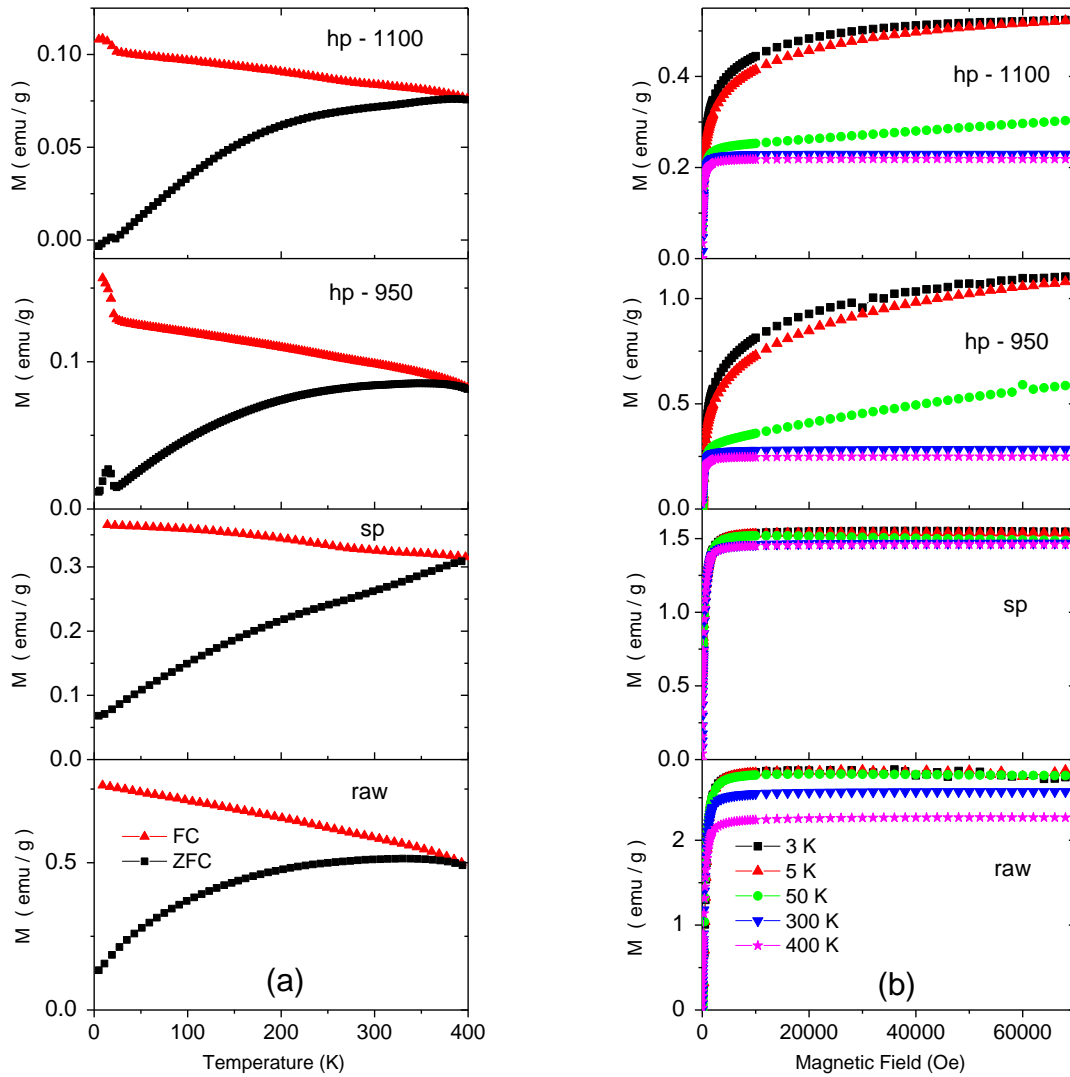 hp - 1100
0.10
0.05
0.00
M ( emu / g )
hp - 950
0.1
0.0
M ( emu /g )
sp
0.3
0.2
0.1
0.0
M ( emu / g )
raw
FC
ZFC
0.5
0.0
M ( emu / g )
(a)
0 100 200 300 400
Temperature (K)
hp - 1100
0.4
0.2
0.0
M ( emu / g )
hp - 950
1.0
0.5
0.0
M ( emu / g )
sp
1.5
1.5
0.0
M ( emu / g )
raw
3 K
5 K
50 K
300 K
400 K
2
1
0
M ( emu / g )
(b)
0 20000 40000 60000
Magnetic Field (Oe)